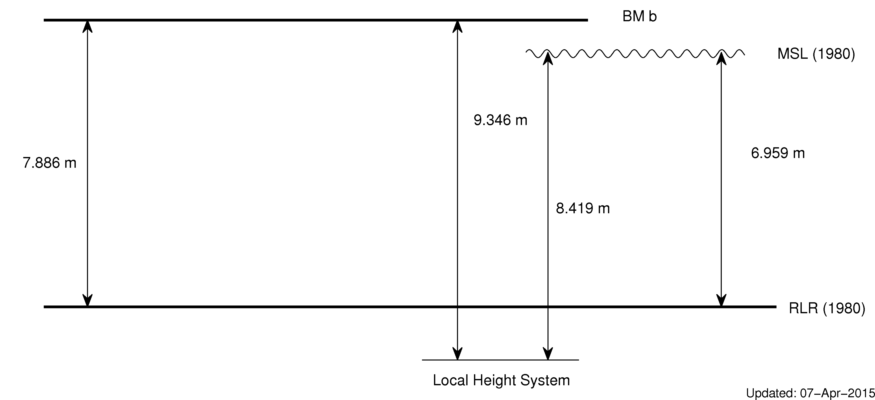 BM b
MSL (1980)
9.346 m
6.959 m
7.886 m
8.419 m
RLR (1980)
Local Height System
Updated: 07−Apr−2015